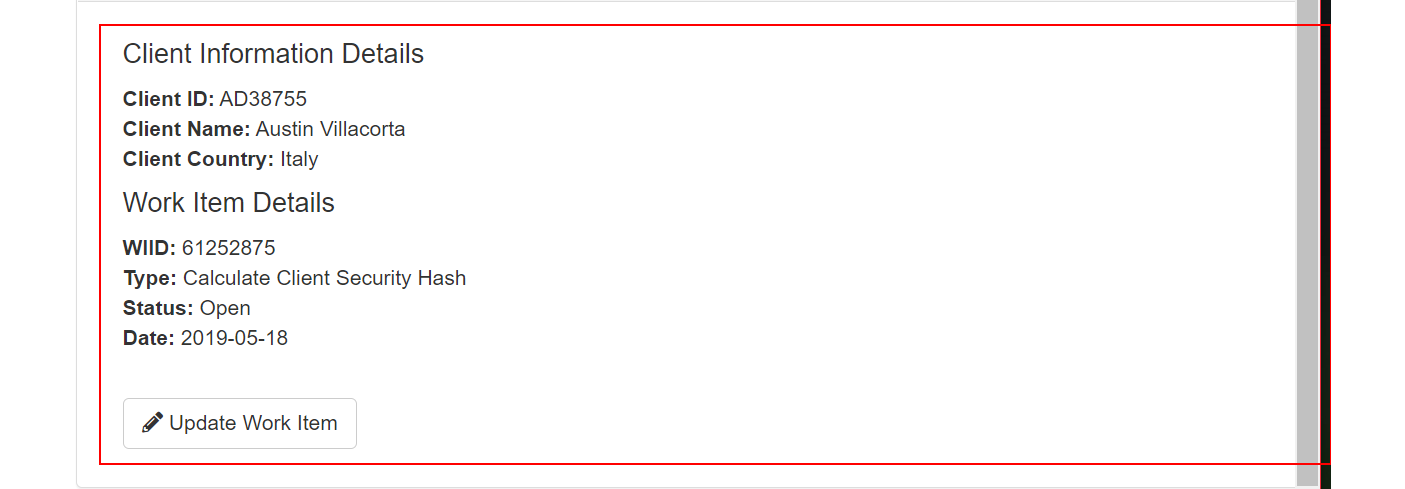 Client Information Details
Client ID: AD38755
Client Name: Austin Villacorta
Client Country: Italy
Work Item Details
WIID: 61252875
Type: Calculate Client Security Hash
Status: Open
Date: 2019-05-18
Update Work Item